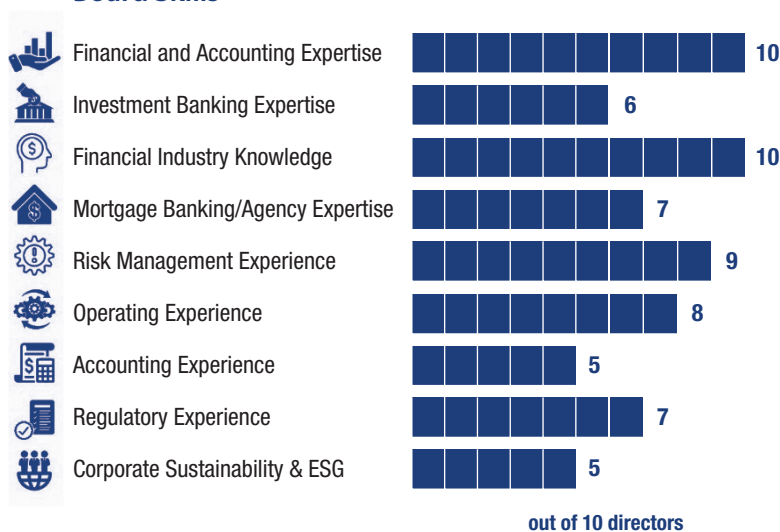 Board Skills
Financial and Accounting Expertise 10
Investment Banking Expertise 6
Financial Industry Knowledge 10
Mortgage Banking/Agency Expertise 7
Risk Management Experience 9
Operating Experience 8
Accounting Experience 5
Regulatory Experience 7
Corporate Sustainability & ESG 5
out of 10 directors